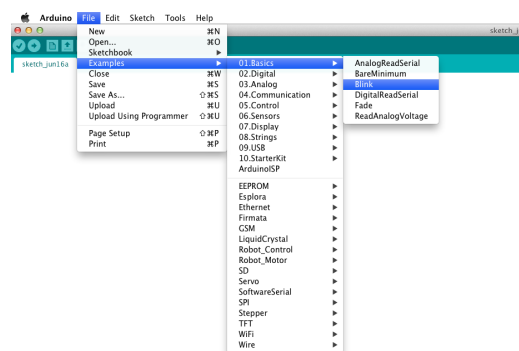 Arduino File Edit Sketch Tools Help
sketch_j
sketch_jun16a
New ⌘N
Open... ⌘O
Sketchbook ▶
Examples ▶
Close ⌘W
Save ⌘S
Save As... ⇧⌘S
Upload ⌘U
Upload Using Programmer ⇧⌘U
Page Setup ⇧⌘P
Print ⌘P
01.Basics ▶
02.Digital ▶
03.Analog ▶
04.Communication ▶
05.Control ▶
06.Sensors ▶
07.Display ▶
08.Strings ▶
09.USB ▶
10.StarterKit ▶
ArduinoISP
EEPROM ▶
Esplora ▶
Ethernet ▶
Firmata ▶
GSM ▶
LiquidCrystal ▶
Robot_Control ▶
Robot_Motor ▶
SD ▶
Servo ▶
SoftwareSerial ▶
SPI ▶
Stepper ▶
TFT ▶
WiFi ▶
Wire ▶
AnalogReadSerial
BareMinimum
Blink
DigitalReadSerial
Fade
ReadAnalogVoltage